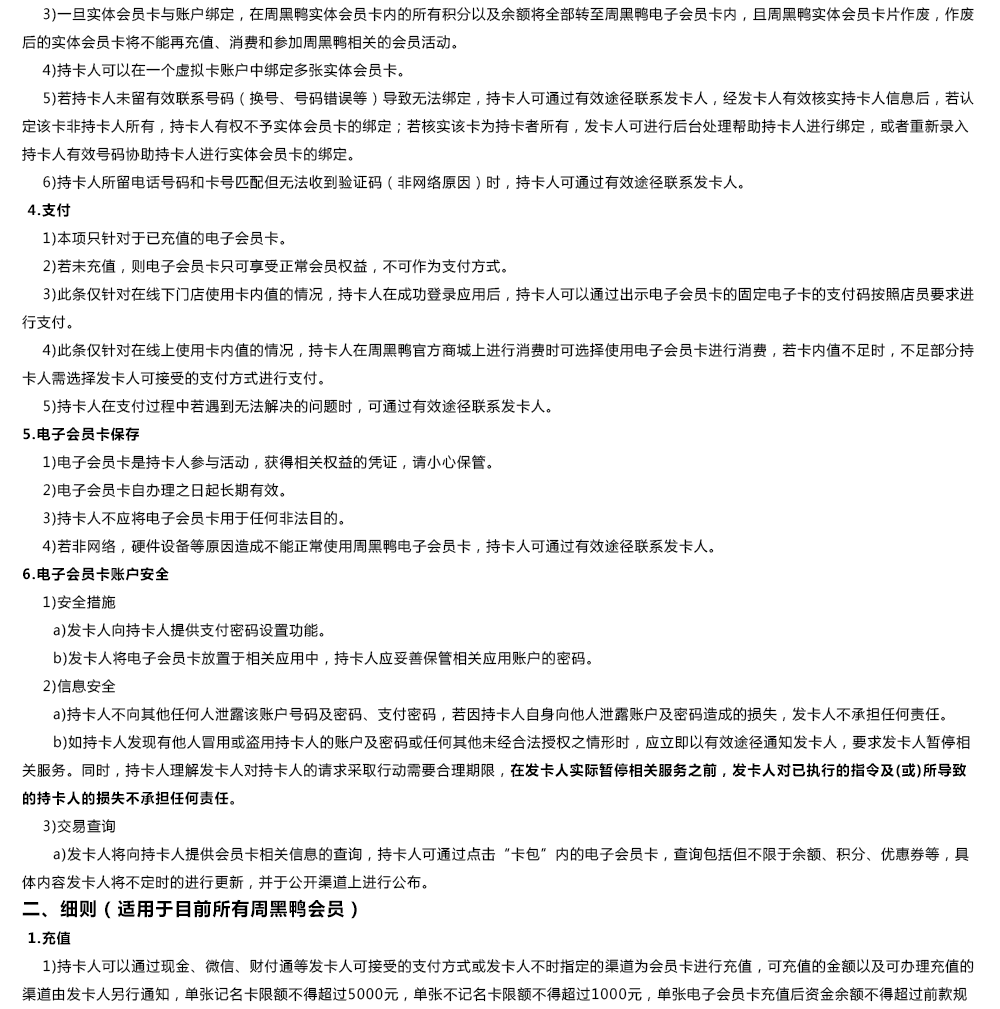 3)一旦实体会员卡与账户绑定，在周黑鸭实体会员卡内的所有积分以及余额将全部转至周黑鸭电子会员卡内，且周黑鸭实体会员卡片作废，作废
后的实体会员卡将不能再充值、消费和参加周黑鸭相关的会员活动。
4)持卡人可以在一个虚拟卡账户中绑定多张实体会员卡。
5)若持卡人未留有效联系号码（换号、号码错误等）导致无法绑定，持卡人可通过有效途径联系发卡人，经发卡人有效核实持卡人信息后，若认
定该卡非持卡人所有，持卡人有权不予实体会员卡的绑定；若核实该卡为持卡者所有，发卡人可进行后台处理帮助持卡人进行绑定，或者重新录入
持卡人有效号码协助持卡人进行实体会员卡的绑定。
6)持卡人所留电话号码和卡号匹配但无法收到验证码（非网络原因）时，持卡人可通过有效途径联系发卡人。
4.支付
1)本项只针对于已充值的电子会员卡。
2)若未充值，则电子会员卡只可享受正常会员权益，不可作为支付方式。
3)此条仅针对在线下门店使用卡内值的情况，持卡人在成功登录应用后，持卡人可以通过出示电子会员卡的固定电子卡的支付码按照店员要求进
行支付。
4)此条仅针对在线上使用卡内值的情况，持卡人在周黑鸭官方商城上进行消费时可选择使用电子会员卡进行消费，若卡内值不足时，不足部分持
卡人需选择发卡人可接受的支付方式进行支付。
5)持卡人在支付过程中若遇到无法解决的问题时，可通过有效途径联系发卡人。
5.电子会员卡保存
1)电子会员卡是持卡人参与活动，获得相关权益的凭证，请小心保管。
2)电子会员卡自办理之日起长期有效。
3)持卡人不应将电子会员卡用于任何非法目的。
4)若非网络，硬件设备等原因造成不能正常使用周黑鸭电子会员卡，持卡人可通过有效途径联系发卡人。
6.电子会员卡账户安全
1)安全措施
a)发卡人向持卡人提供支付密码设置功能。
b)发卡人将电子会员卡放置于相关应用中，持卡人应妥善保管相关应用账户的密码。
2)信息安全
a)持卡人不向其他任何人泄露该账户号码及密码、支付密码，若因持卡人自身向他人泄露账户及密码造成的损失，发卡人不承担任何责任。
b)如持卡人发现有他人冒用或盗用持卡人的账户及密码或任何其他未经合法授权之情形时，应立即以有效途径通知发卡人，要求发卡人暂停相
关服务。同时，持卡人理解发卡人对持卡人的请求采取行动需要合理期限，在发卡人实际暂停相关服务之前，发卡人对已执行的指令及(或)所导致
的持卡人的损失不承担任何责任。
3)交易查询
a)发卡人将向持卡人提供会员卡相关信息的查询，持卡人可通过点击“卡包”内的电子会员卡，查询包括但不限于余额、积分、优惠券等，具
体内容发卡人将不定时的进行更新，并于公开渠道上进行公布。
二、细则（适用于目前所有周黑鸭会员）
1.充值
1)持卡人可以通过现金、微信、财付通等发卡人可接受的支付方式或发卡人不时指定的渠道为会员卡进行充值，可充值的金额以及可办理充值的
渠道由发卡人另行通知，单张记名卡限额不得超过5000元，单张不记名卡限额不得超过1000元，单张电子会员卡充值后资金余额不得超过前款规